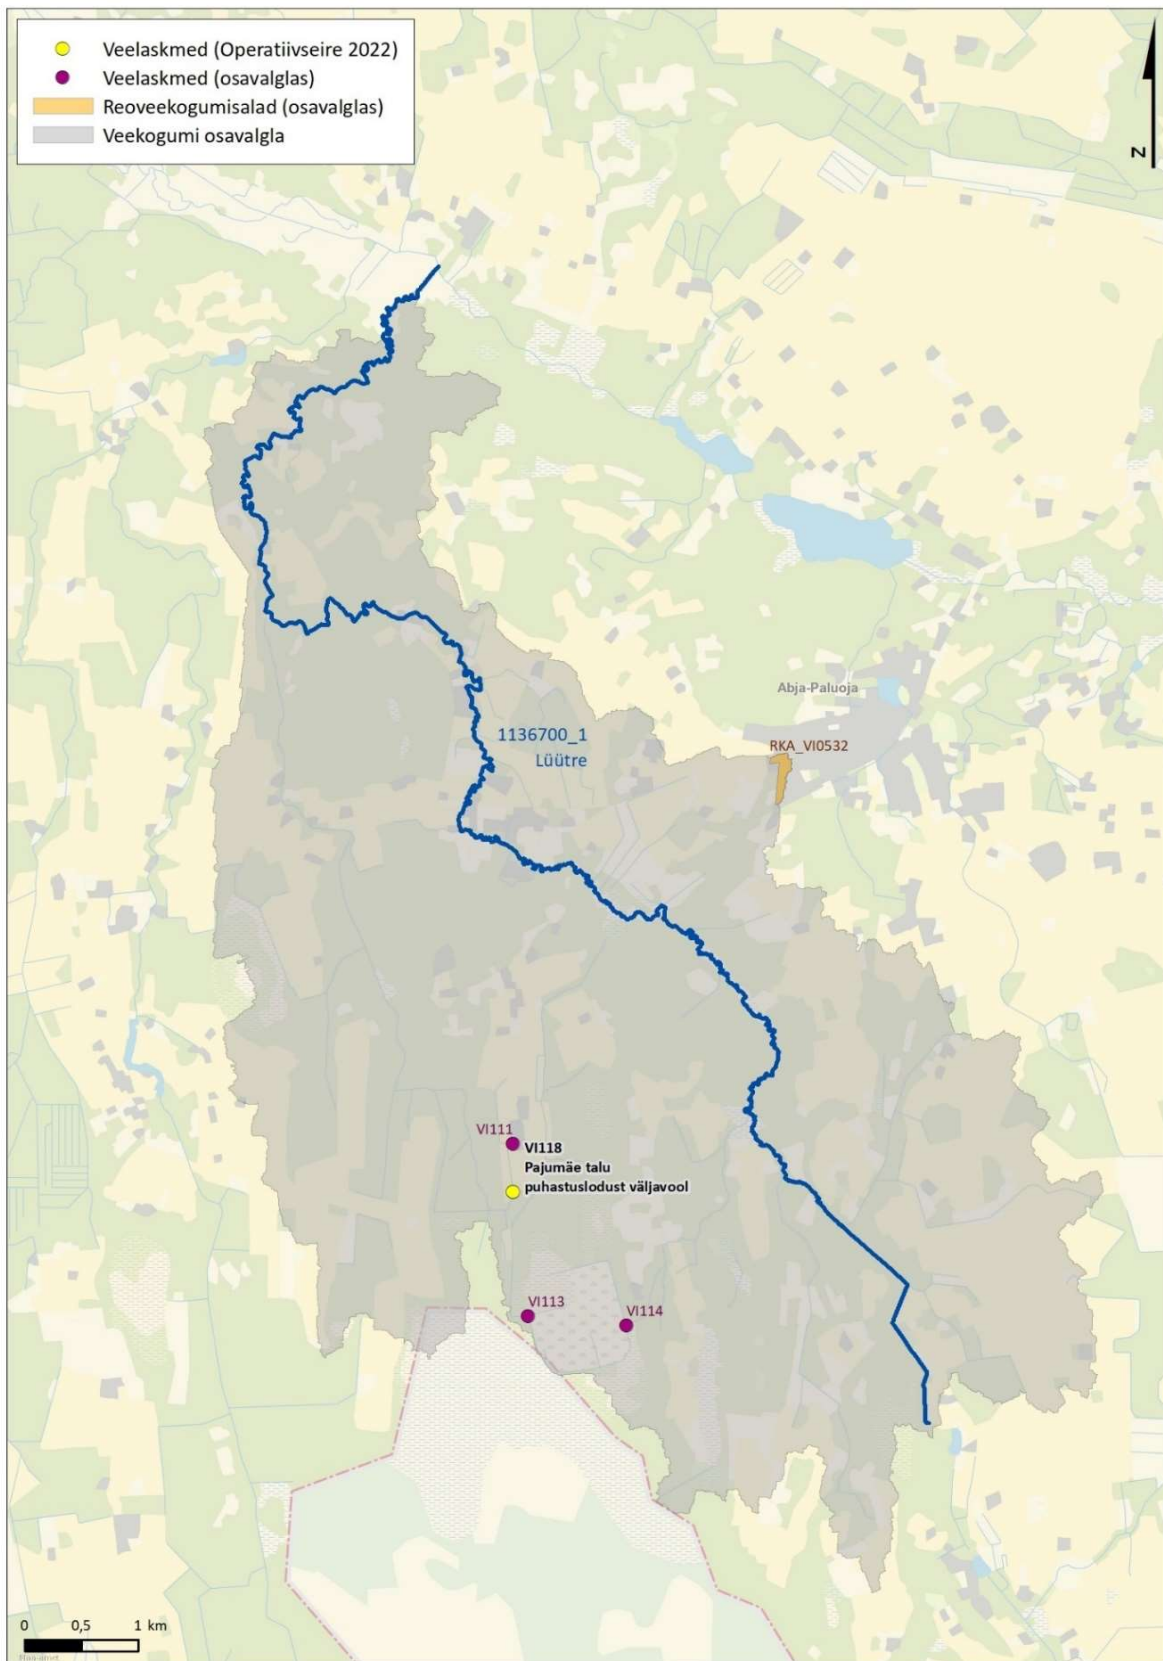 Veelaskmed (Operatiivseire 2022)
Veelaskmed (osavalglas)
Reoveekogumisalad (osavalglas)
Veekogumi osavalgla
N
Abja-Paluoja
RKA_VI0532
1136700_1
Lüütre
VI111
VI118
Pajumäe talu
puhastuslodust väljavool
VI113
VI114
0 0,5 1 km